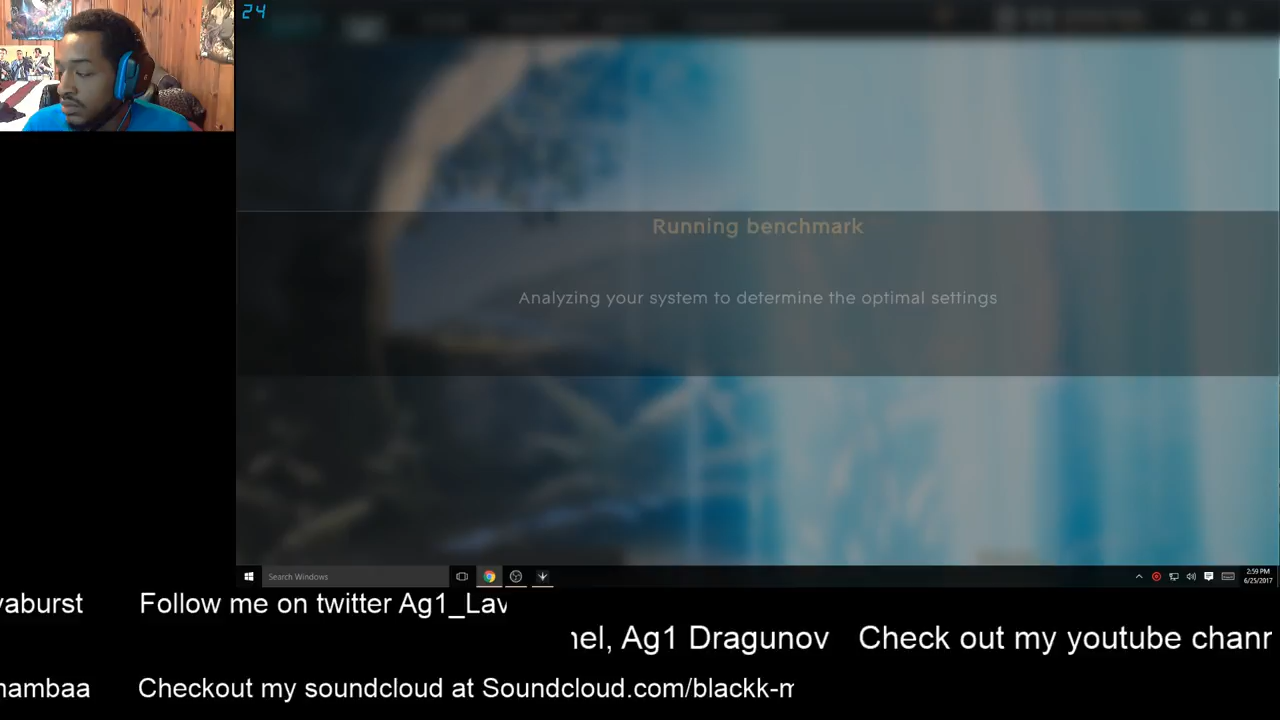 24
Running benchmark
Analyzing your system to determine the optimal settings
Search Windows
2:59 PM
6/25/2017
vaburst Follow me on twitter Ag1_Lav
nel, Ag1 Dragunov Check out my youtube chanr
nambaa Checkout my soundcloud at Soundcloud.com/blackk-m